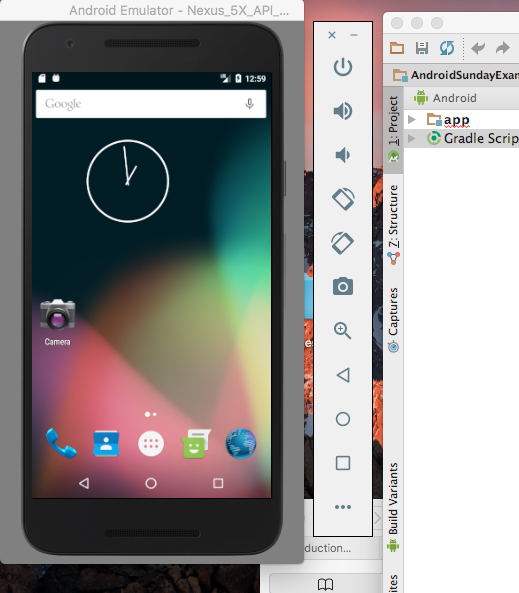 Android Emulator - Nexus_5X_API_...
12:59
Google
Camera
AndroidSundayExam
Android
app
Gradle Scrip
1: Project
7: Structure
Captures
Build Variants
duction...